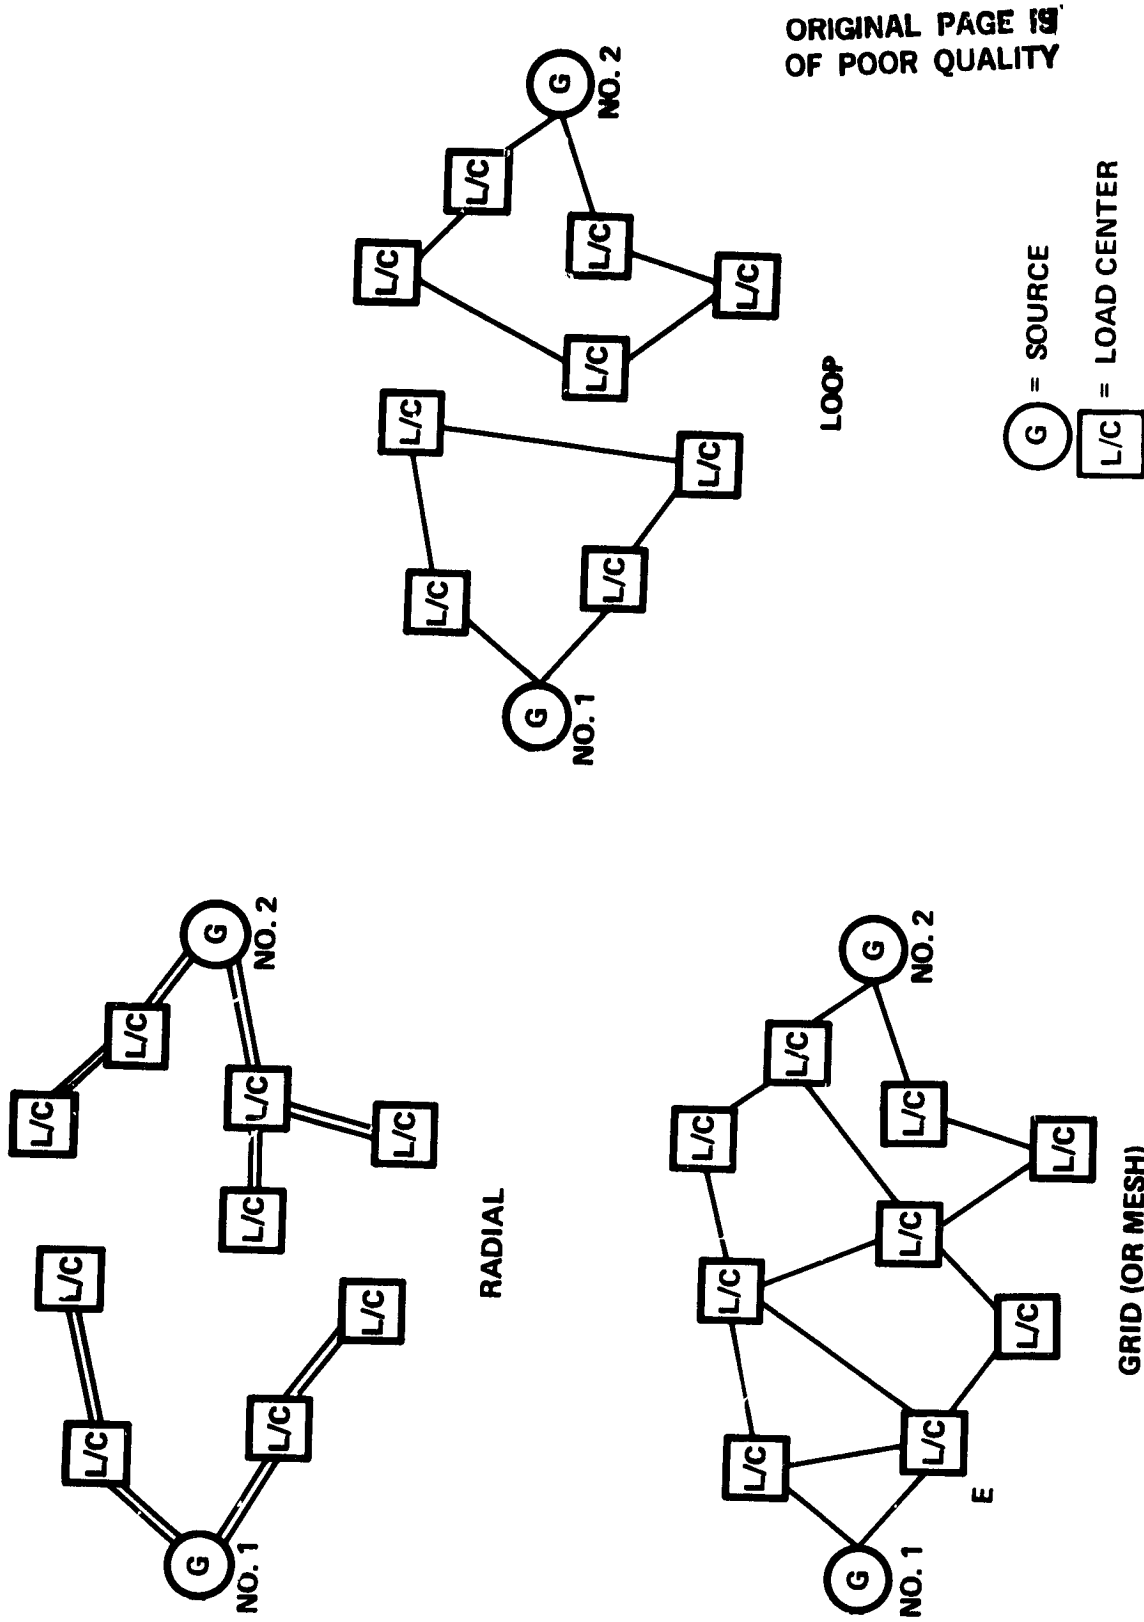 L/C
L/C
L/C
L/C
G
NO. 2
G
NO. 1
L/C
L/C
L/C
L/C
L/C
RADIAL
L/C
L/C
L/C
L/C
G
NO. 2
G
NO. 1
L/C
L/C
L/C
L/C
L/C
LOOP
ORIGINAL PAGE IS
OF POOR QUALITY
L/C
L/C
L/C
L/C
G
NO. 2
G
NO. 1
L/C
L/C
L/C
L/C
L/C
E
GRID (OR MESH)
G = SOURCE
L/C = LOAD CENTER